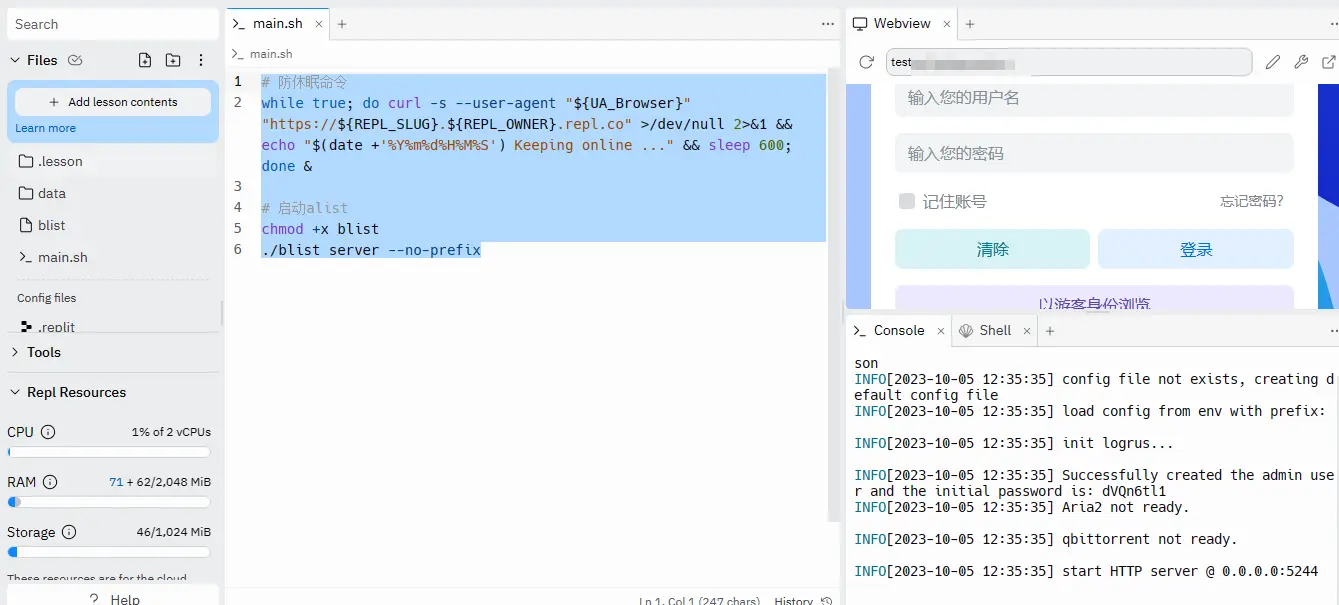 Search
Files
Add lesson contents
Learn more
.lesson
data
blist
main.sh
Config files
.replit
Tools
Repl Resources
CPU 1% of 2 vCPUs
RAM 71 + 62/2,048 MiB
Storage 46/1,024 MiB
These resources are for the cloud
Help
main.sh
main.sh
1 # 防休眠命令
2 while true; do curl -s --user-agent "${UA_Browser}"
"https://${REPL_SLUG}.${REPL_OWNER}.repl.co" >/dev/null 2>&1 &&
echo "$(date +'%Y%m%d%H%M%S') Keeping online ..." && sleep 600;
done &
3
4 # 启动alist
5 chmod +x blist
6 ./blist server --no-prefix
Ln 1, Col 1 (247 chars) History
Webview
test
输入您的用户名
输入您的密码
记住账号 忘记密码?
清除 登录
以游客身份浏览
Console Shell
son
INFO[2023-10-05 12:35:35] config file not exists, creating d
efault config file
INFO[2023-10-05 12:35:35] load config from env with prefix:
INFO[2023-10-05 12:35:35] init logrus...
INFO[2023-10-05 12:35:35] Successfully created the admin use
r and the initial password is: dVQn6tl1
INFO[2023-10-05 12:35:35] Aria2 not ready.
INFO[2023-10-05 12:35:35] qbittorrent not ready.
INFO[2023-10-05 12:35:35] start HTTP server @ 0.0.0.0:5244